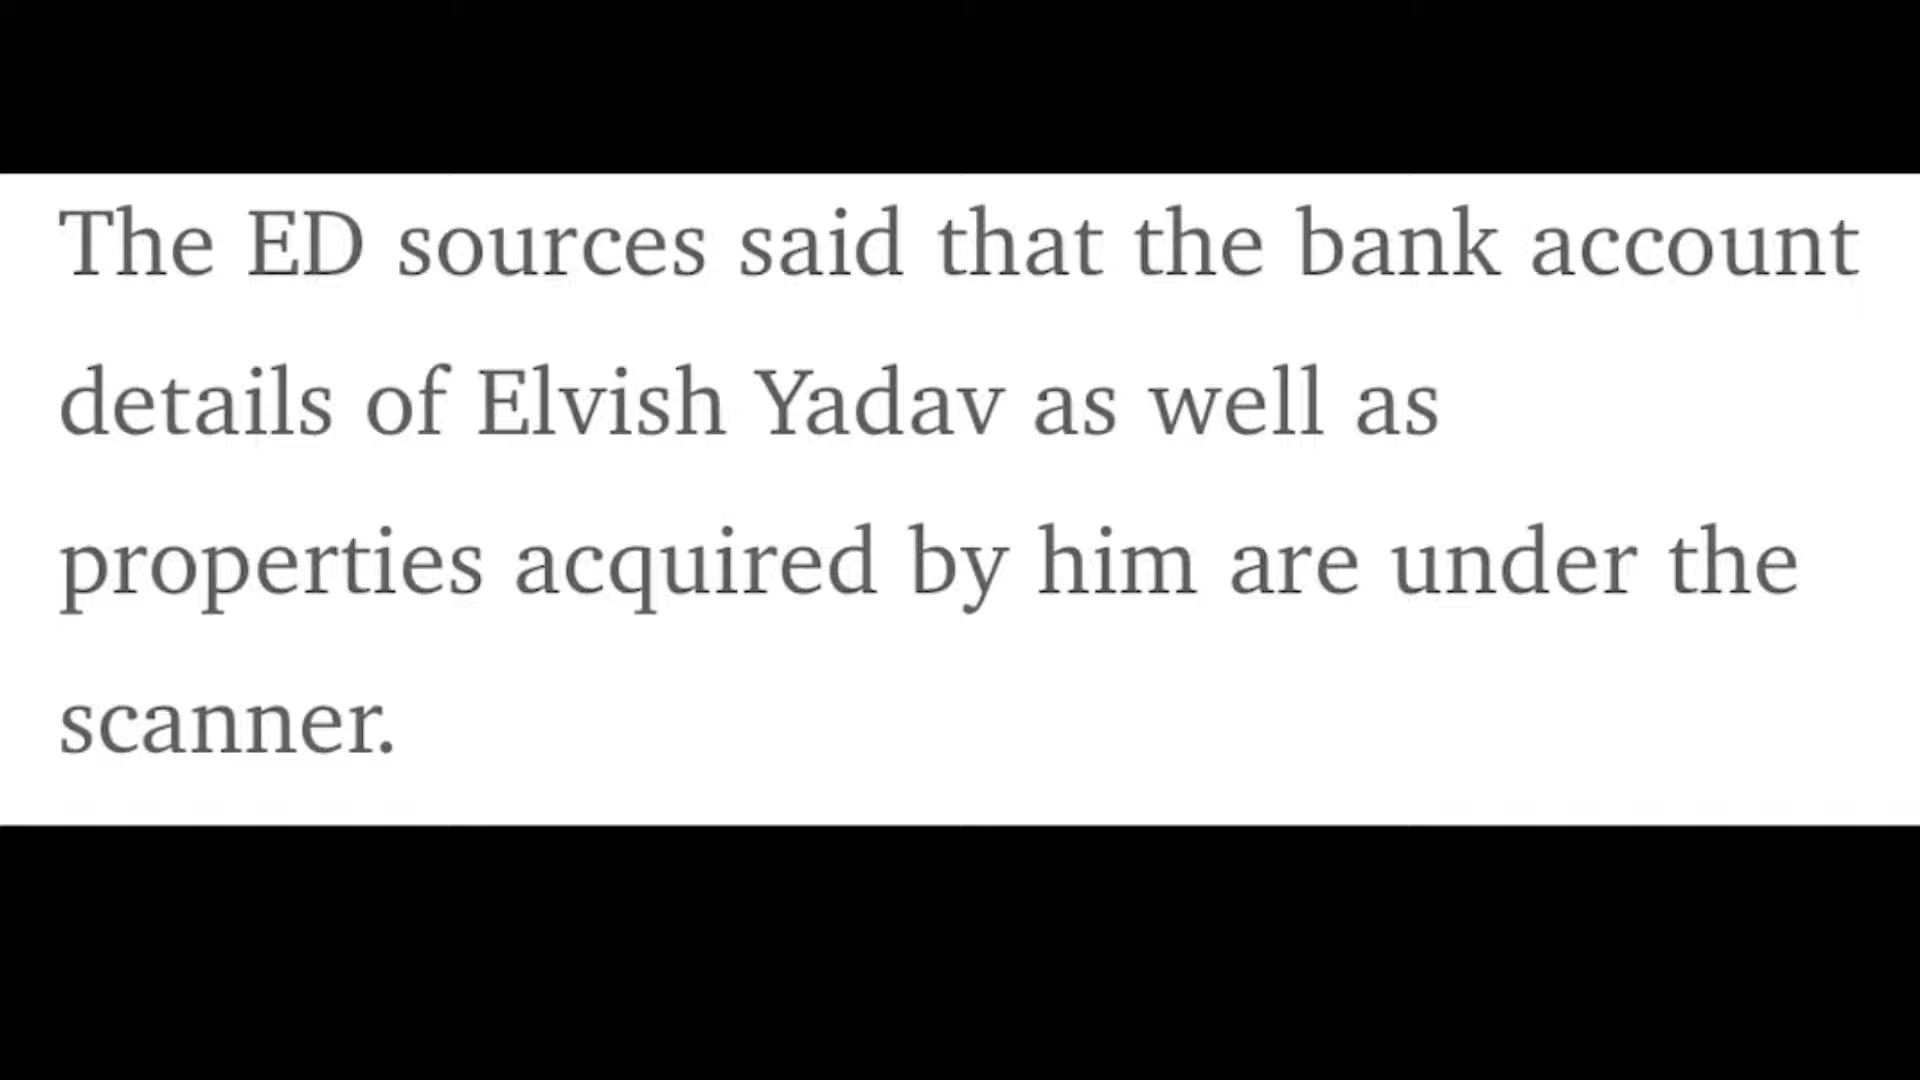 The ED sources said that the bank account
details of Elvish Yadav as well as
properties acquired by him are under the
scanner.